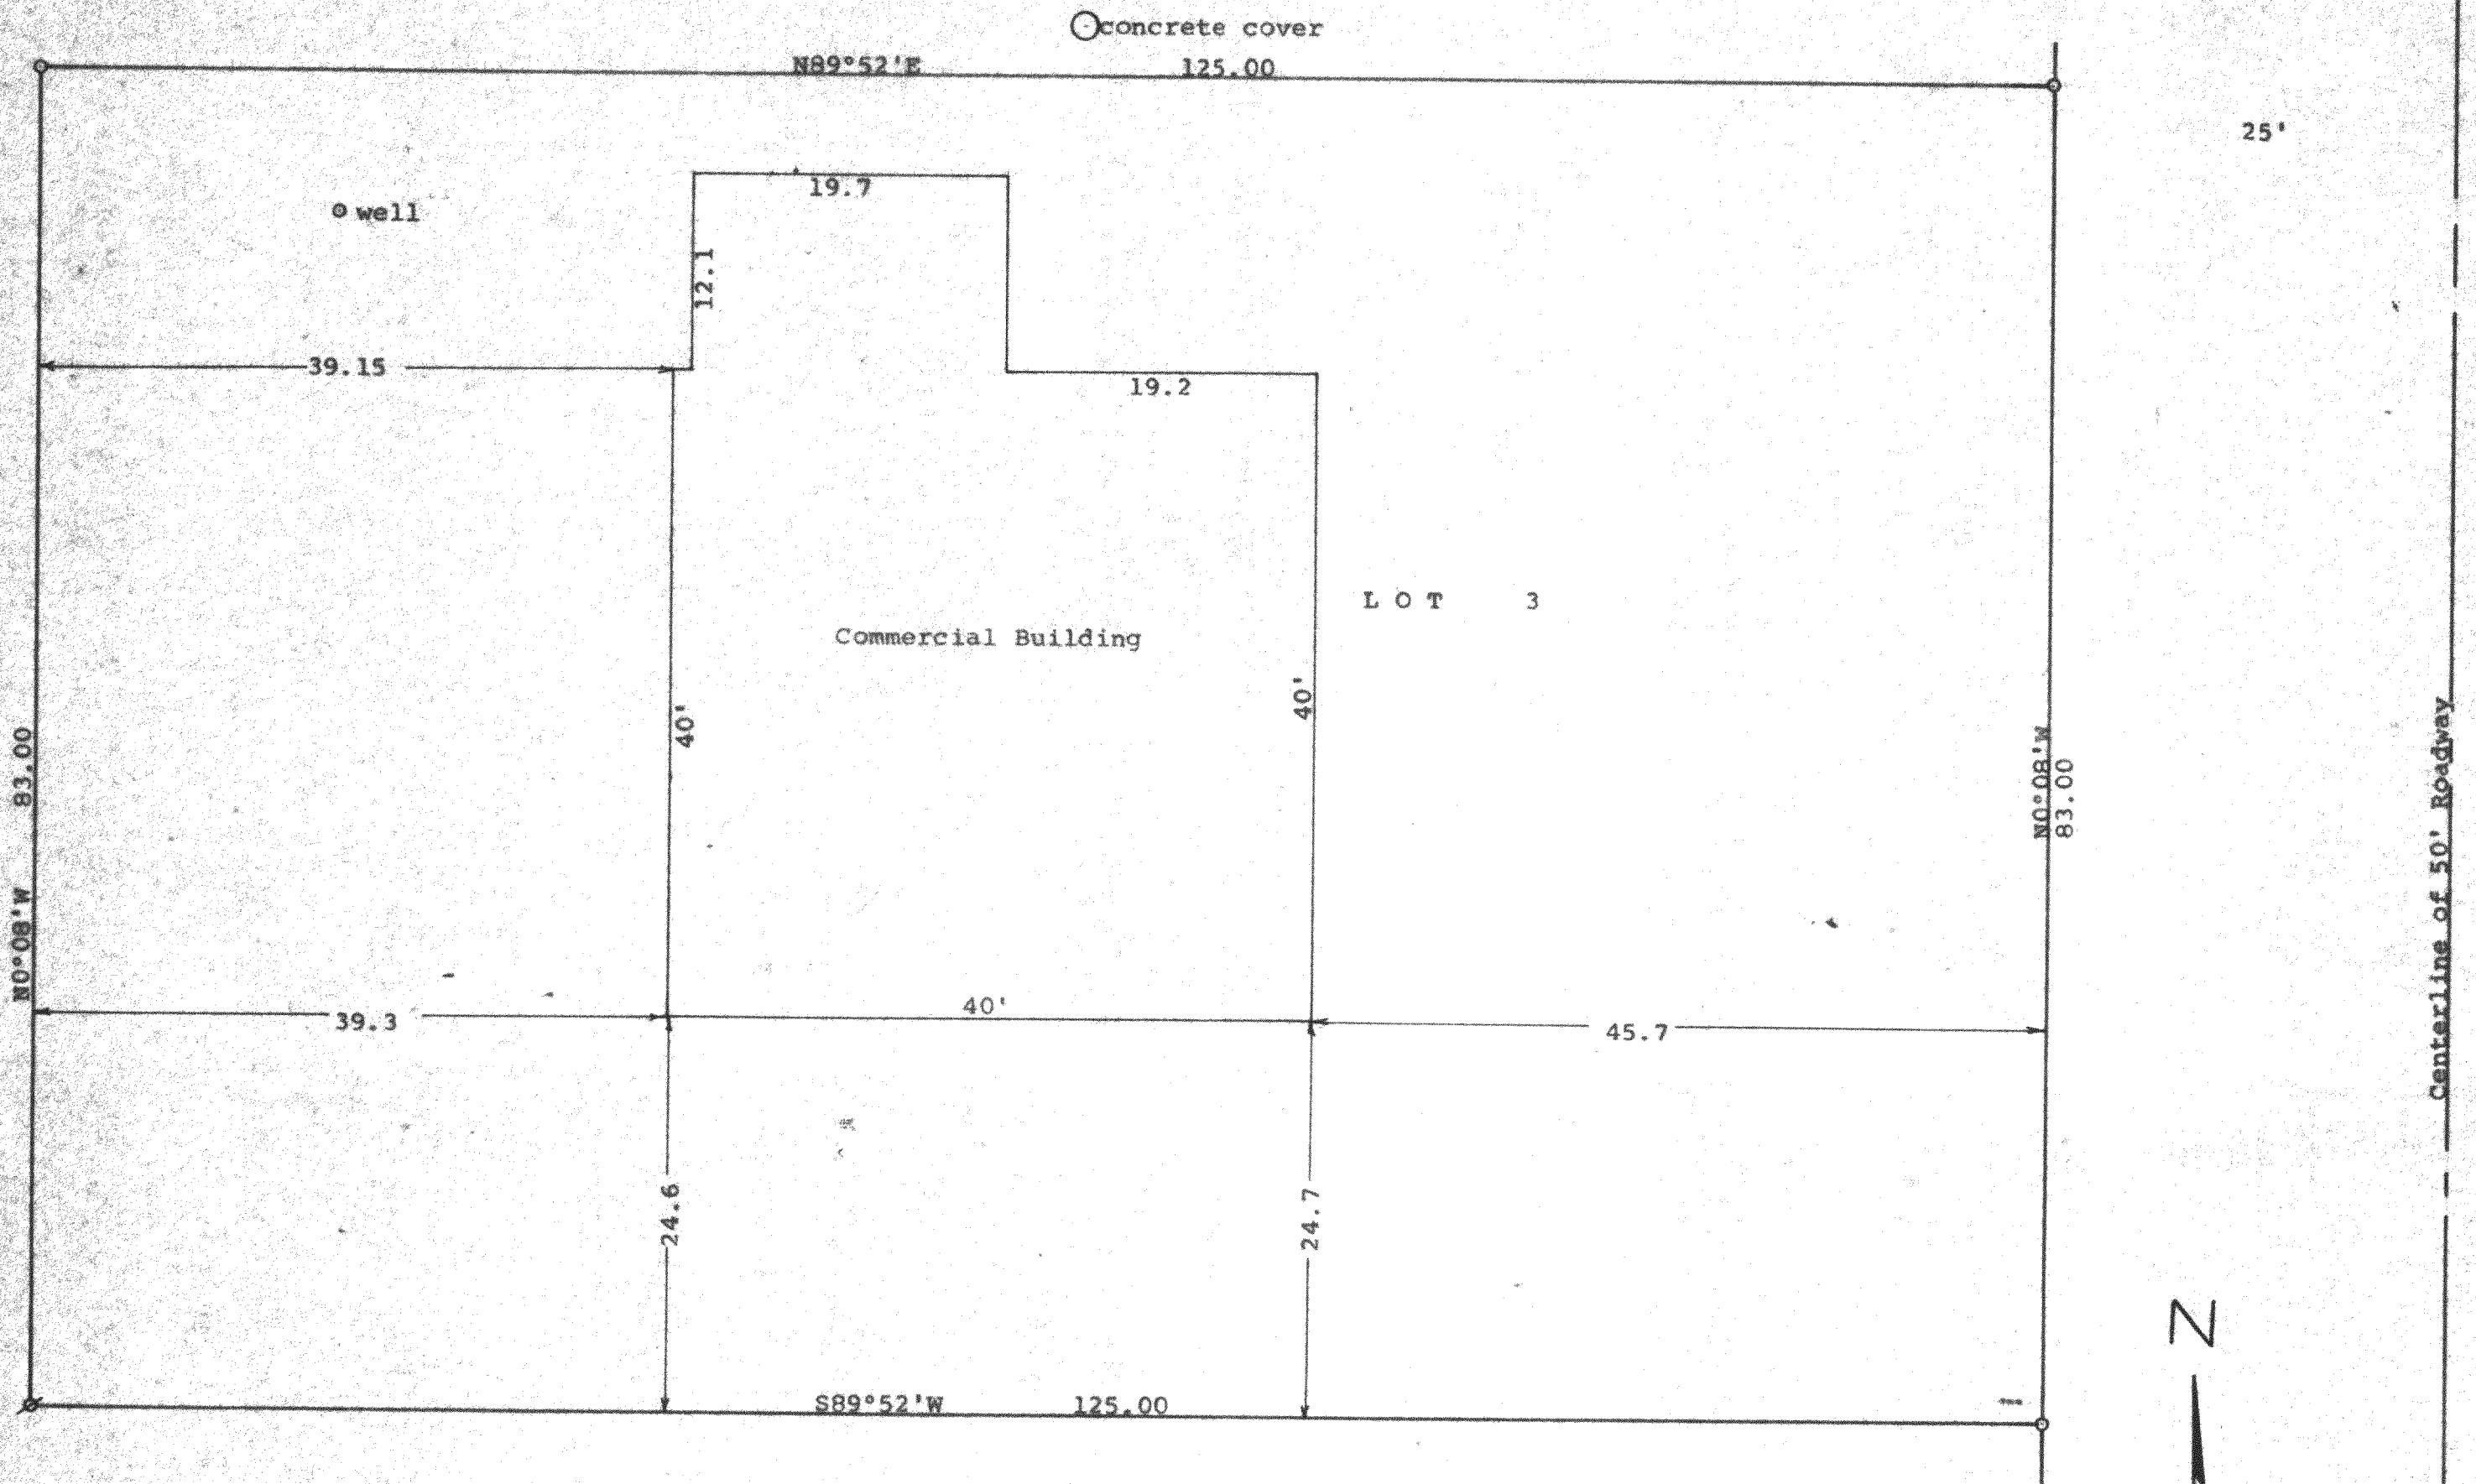 concrete cover
N89°52'E 125.00
25'
19.7
well
12.1
39.15
19.2
LOT 3
Commercial Building
40'
40'
N0°08'W 83.00
N0°08'W
83.00
Centerline of 50' Roadway
39.3
40'
45.7
24.6
24.7
S89°52'W 125.00
N